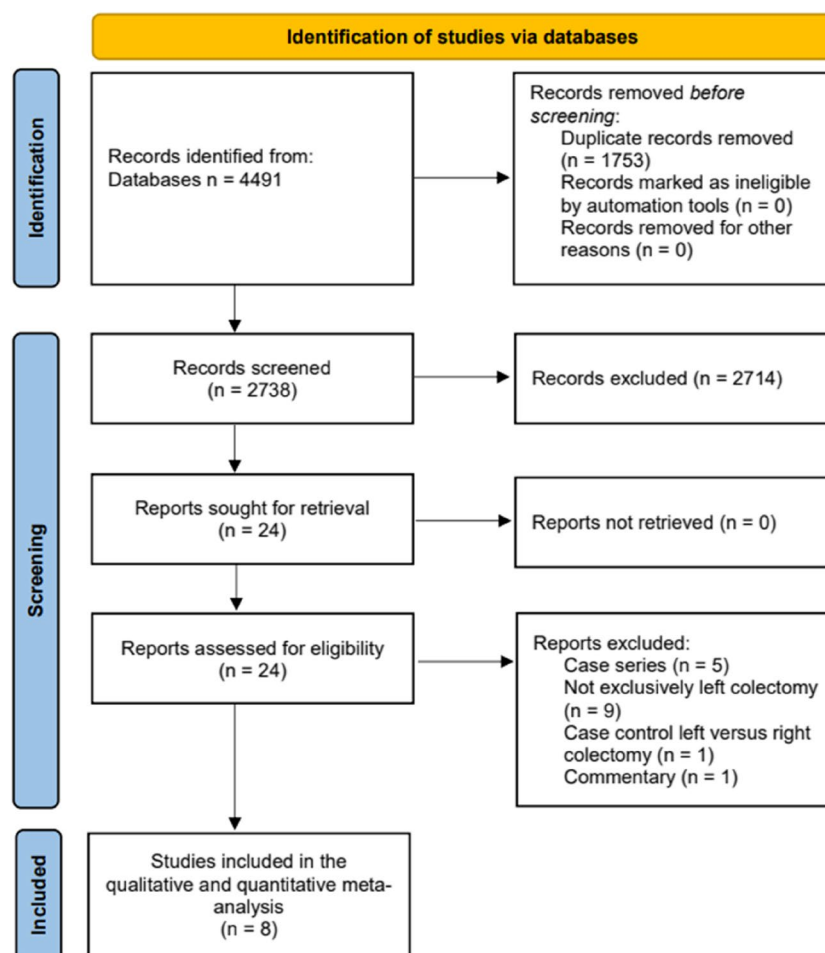 Identification of studies via databases
Identification
Records identified from:
Databases n = 4491
Records removed before
screening:
Duplicate records removed
(n = 1753)
Records marked as ineligible
by automation tools (n = 0)
Records removed for other
reasons (n = 0)
Screening
Records screened
(n = 2738)
Records excluded (n = 2714)
Reports sought for retrieval
(n = 24)
Reports not retrieved (n = 0)
Reports assessed for eligibility
(n = 24)
Reports excluded:
Case series (n = 5)
Not exclusively left colectomy
(n = 9)
Case control left versus right
colectomy (n = 1)
Commentary (n = 1)
Included
Studies included in the
qualitative and quantitative meta-
analysis
(n = 8)